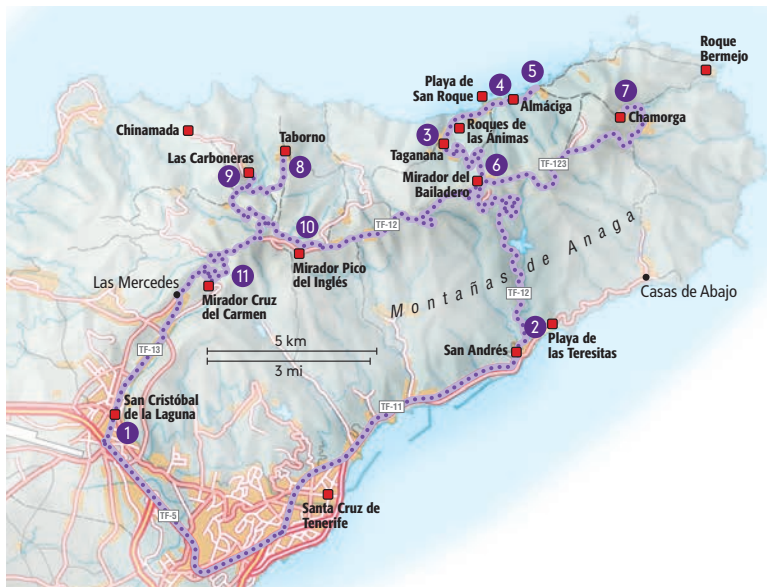 Roque
Bermejo
Playa de
San Roque
4
5
Almáciga
7
Chamorga
Chinamada
Taborno
3
Roques de
las Ánimas
Taganana
Las Carboneras
8
9
6
Mirador del
Bailadero
TF-123
10
TF-12
Mirador Pico
del Inglés
11
Las Mercedes
Mirador Cruz
del Carmen
Montañas de Anaga
Casas de Abajo
TF-12
2
Playa de
las Teresitas
San Andrés
5 km
3 mi
TF-13
TF-11
San Cristóbal
de la Laguna
1
Santa Cruz de
Tenerife
TF-5